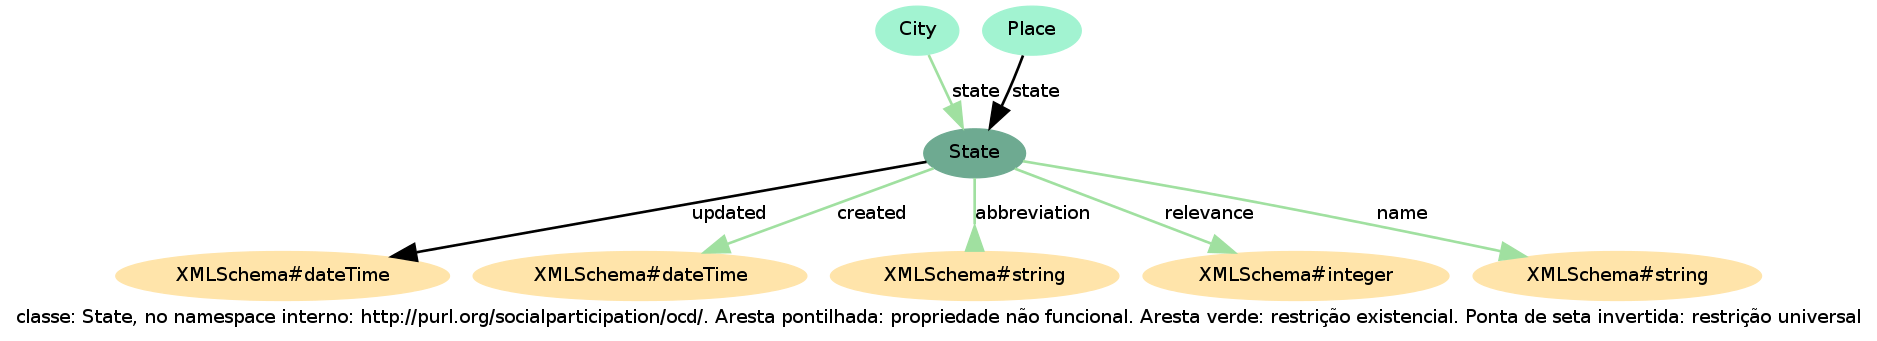 City
Place
state
state
State
updated
created
abbreviation
relevance
name
XMLSchema#dateTime
XMLSchema#dateTime
XMLSchema#string
XMLSchema#integer
XMLSchema#string
classe: State, no namespace interno: http://purl.org/socialparticipation/ocd/. Aresta pontilhada: propriedade não funcional. Aresta verde: restrição existencial. Ponta de seta invertida: restrição universal